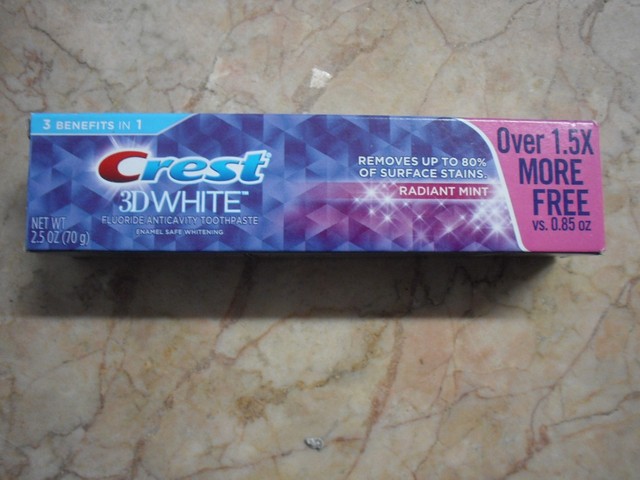 3 BENEFITS IN 1
Crest
3D WHITE™
FLUORIDE ANTICAVITY TOOTHPASTE
ENAMEL SAFE WHITENING
NET WT
2.5 OZ (70 g)
REMOVES UP TO 80%
OF SURFACE STAINS.
RADIANT MINT
Over 1.5X
MORE
FREE
vs. 0.85 oz